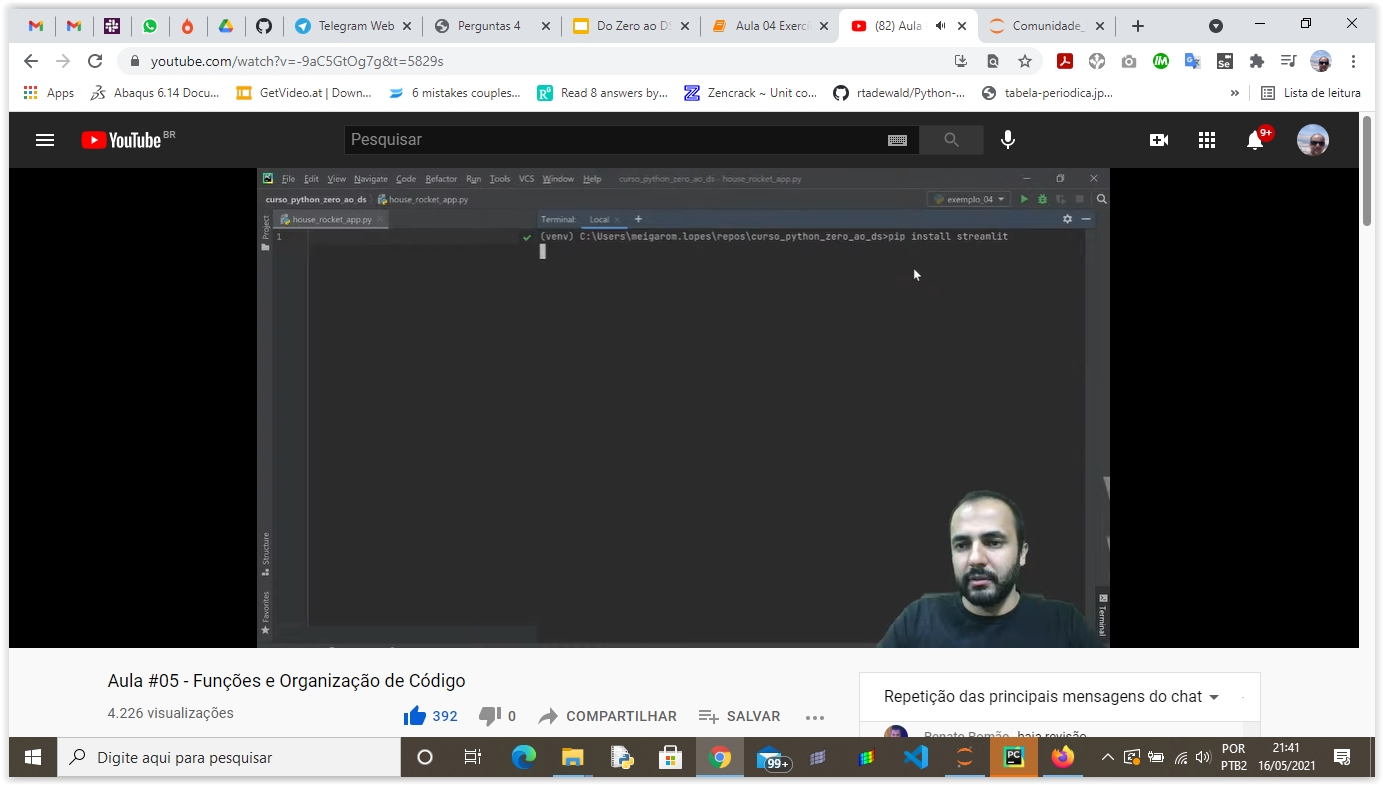 Telegram Web
Perguntas 4
Do Zero ao DS
Aula 04 Exerci
(82) Aula
Comunidade_
youtube.com/watch?v=-9aC5GtOg7g&t=5829s
Apps
Abaqus 6.14 Docu...
GetVideo.at | Down...
6 mistakes couples...
Read 8 answers by...
Zencrack ~ Unit co...
rtadewald/Python-...
tabela-periodica.jp...
»
Lista de leitura
YouTube BR
Pesquisar
9+
File Edit View Navigate Code Refactor Run Tools VCS Window Help curso_python_zero_ao_ds - house_rocket_app.py
curso_python_zero_ao_ds
house_rocket_app.py
exemplo_04
Project
house_rocket_app.py
Terminal: Local +
1
(venv) C:\Users\meigarom.lopes\repos\curso_python_zero_ao_ds>pip install streamlit
Structure
Favorites
Terminal
Aula #05 - Funções e Organização de Código
4.226 visualizações
392
0
COMPARTILHAR
SALVAR
Repetição das principais mensagens do chat
Renato Romão haja revisão
Digite aqui para pesquisar
99+
PC
POR
PTB2
21:41
16/05/2021